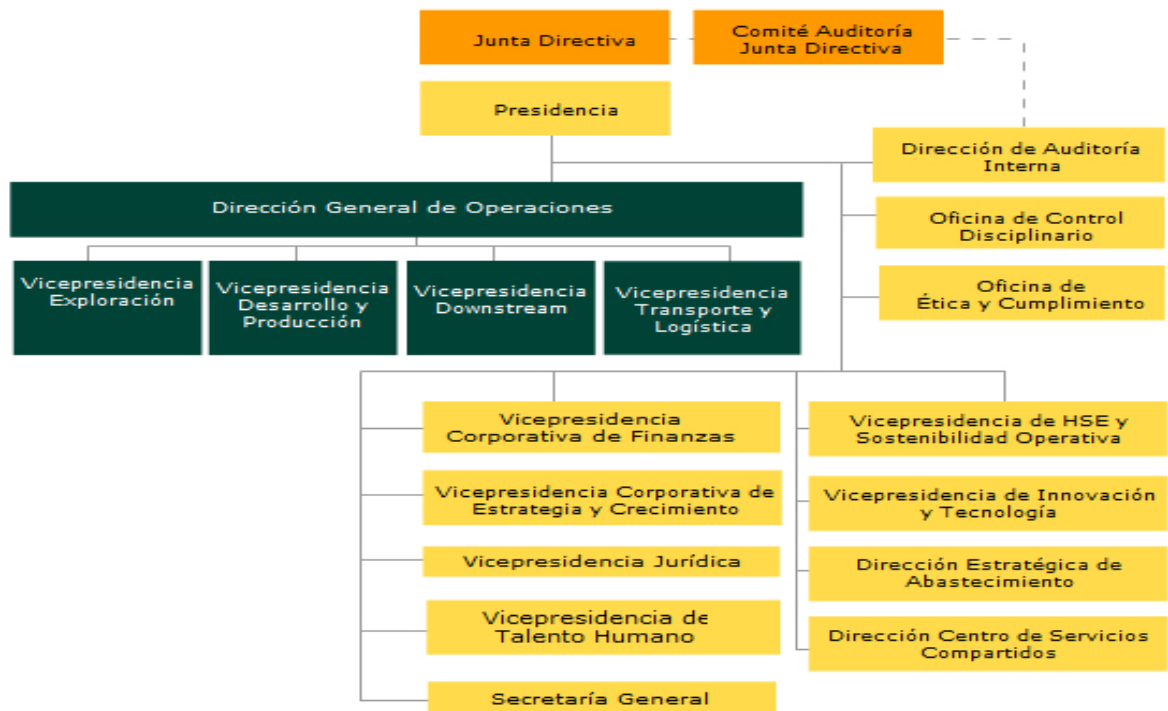 Junta Directiva
Comité Auditoría
Junta Directiva
Presidencia
Dirección de Auditoría
Interna
Dirección General de Operaciones
Oficina de Control
Disciplinario
Oficina de
Ética y Cumplimiento
Vicepresidencia
Exploración
Vicepresidencia
Desarrollo y
Producción
Vicepresidencia
Downstream
Vicepresidencia
Transporte y
Logística
Vicepresidencia
Corporativa de Finanzas
Vicepresidencia Corporativa de
Estrategia y Crecimiento
Vicepresidencia Jurídica
Vicepresidencia de
Talento Humano
Secretaría General
Vicepresidencia de HSE y
Sostenibilidad Operativa
Vicepresidencia de Innovación
y Tecnología
Dirección Estratégica de
Abastecimiento
Dirección Centro de Servicios
Compartidos